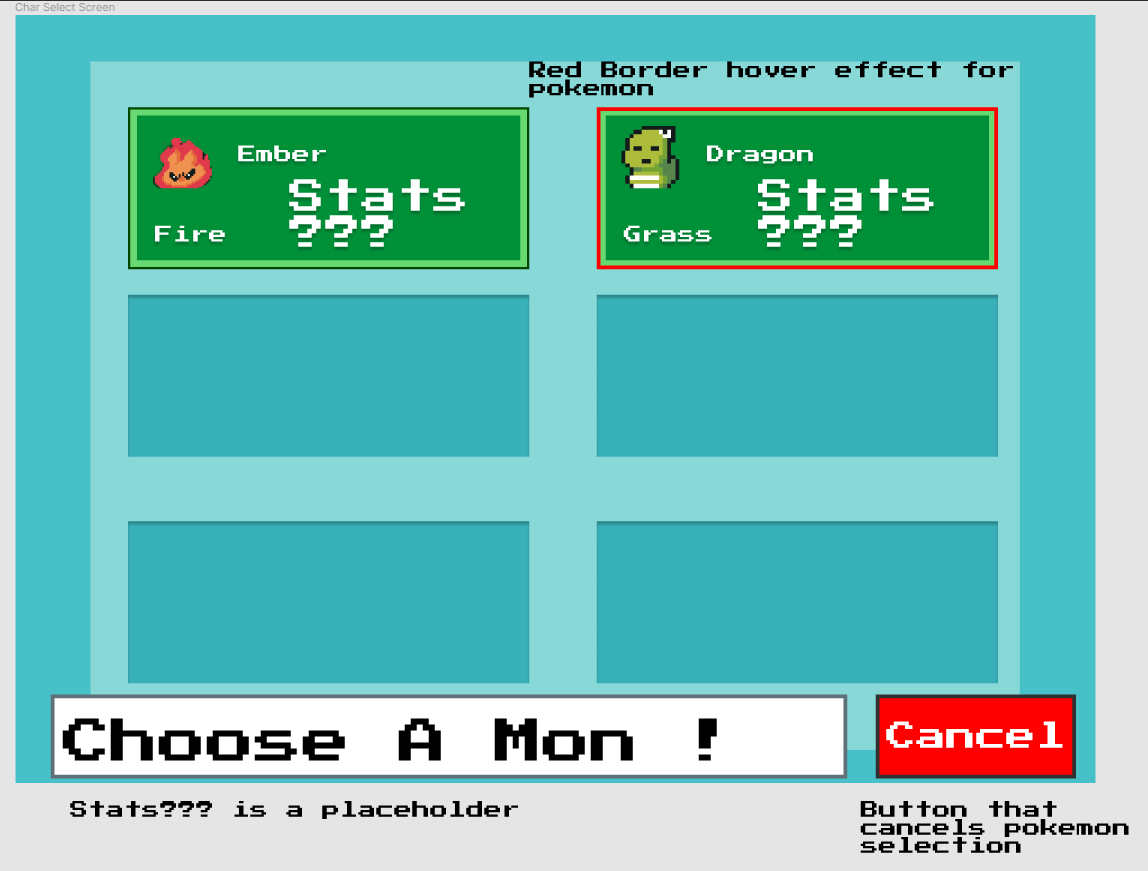 Char Select Screen
Red Border hover effect for
pokemon
Ember
Stats
???
Fire
Dragon
Stats
???
Grass
Choose A Mon !
Cancel
Stats??? is a placeholder
Button that
cancels pokemon
selection